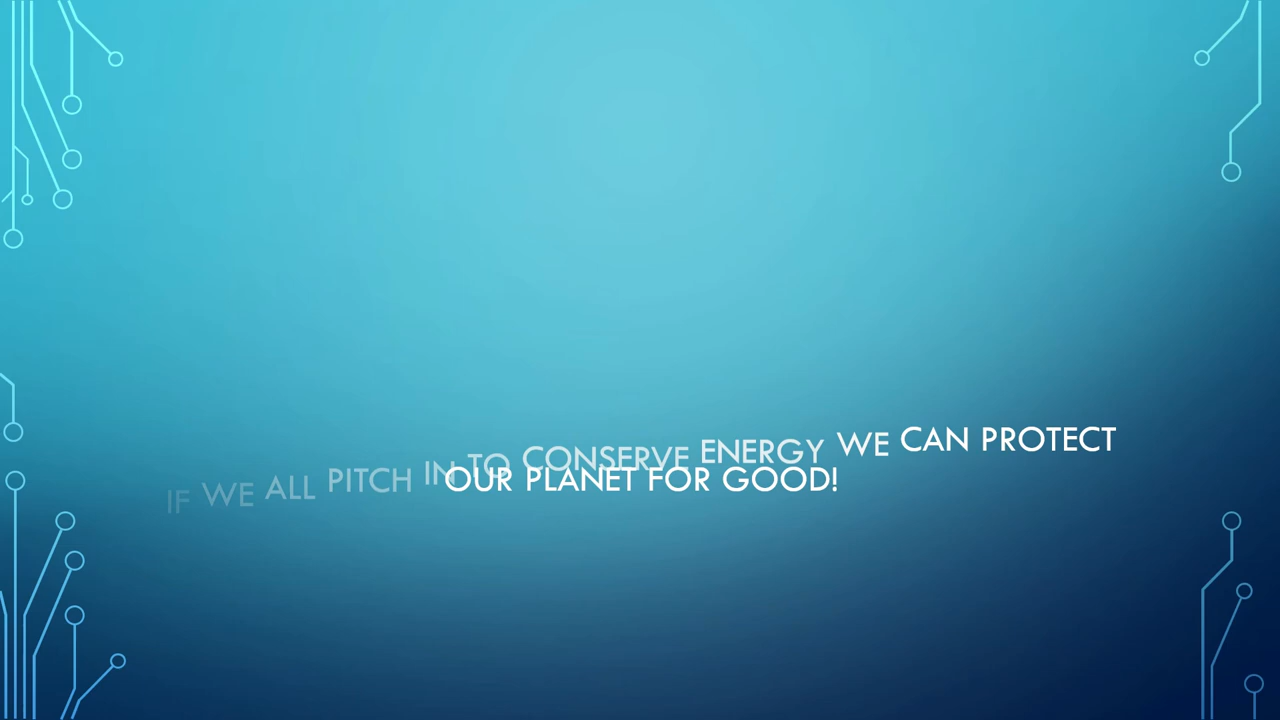 IF WE ALL PITCH IN TO CONSERVE ENERGY WE CAN PROTECT
OUR PLANET FOR GOOD!